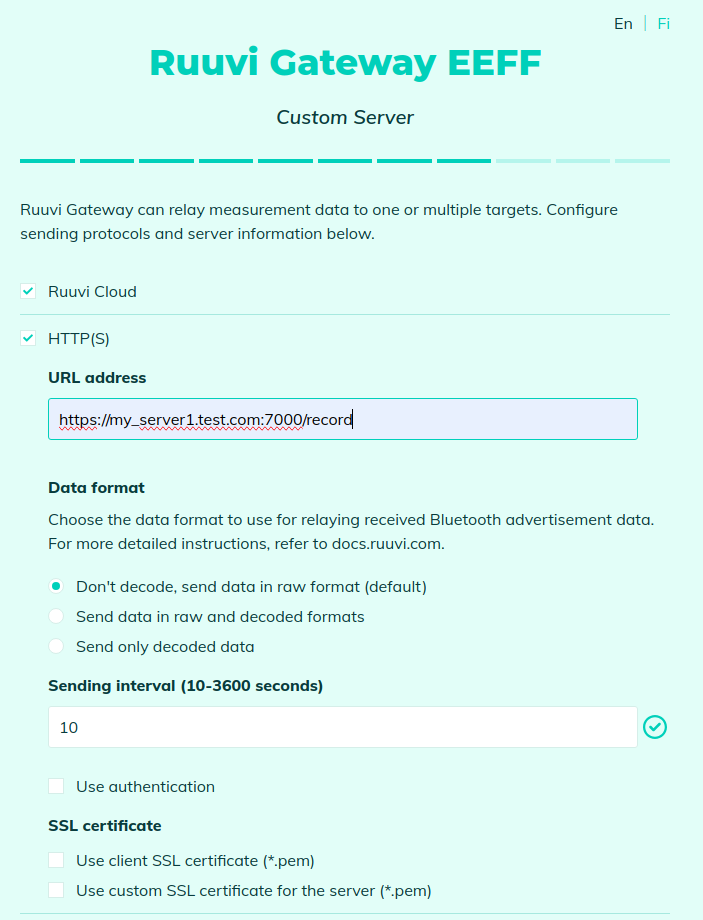 En | Fi
Ruuvi Gateway EEFF
Custom Server
Ruuvi Gateway can relay measurement data to one or multiple targets. Configure
sending protocols and server information below.
Ruuvi Cloud
HTTP(S)
URL address
https://my_server1.test.com:7000/record
Data format
Choose the data format to use for relaying received Bluetooth advertisement data.
For more detailed instructions, refer to docs.ruuvi.com.
Don't decode, send data in raw format (default)
Send data in raw and decoded formats
Send only decoded data
Sending interval (10-3600 seconds)
10
Use authentication
SSL certificate
Use client SSL certificate (*.pem)
Use custom SSL certificate for the server (*.pem)